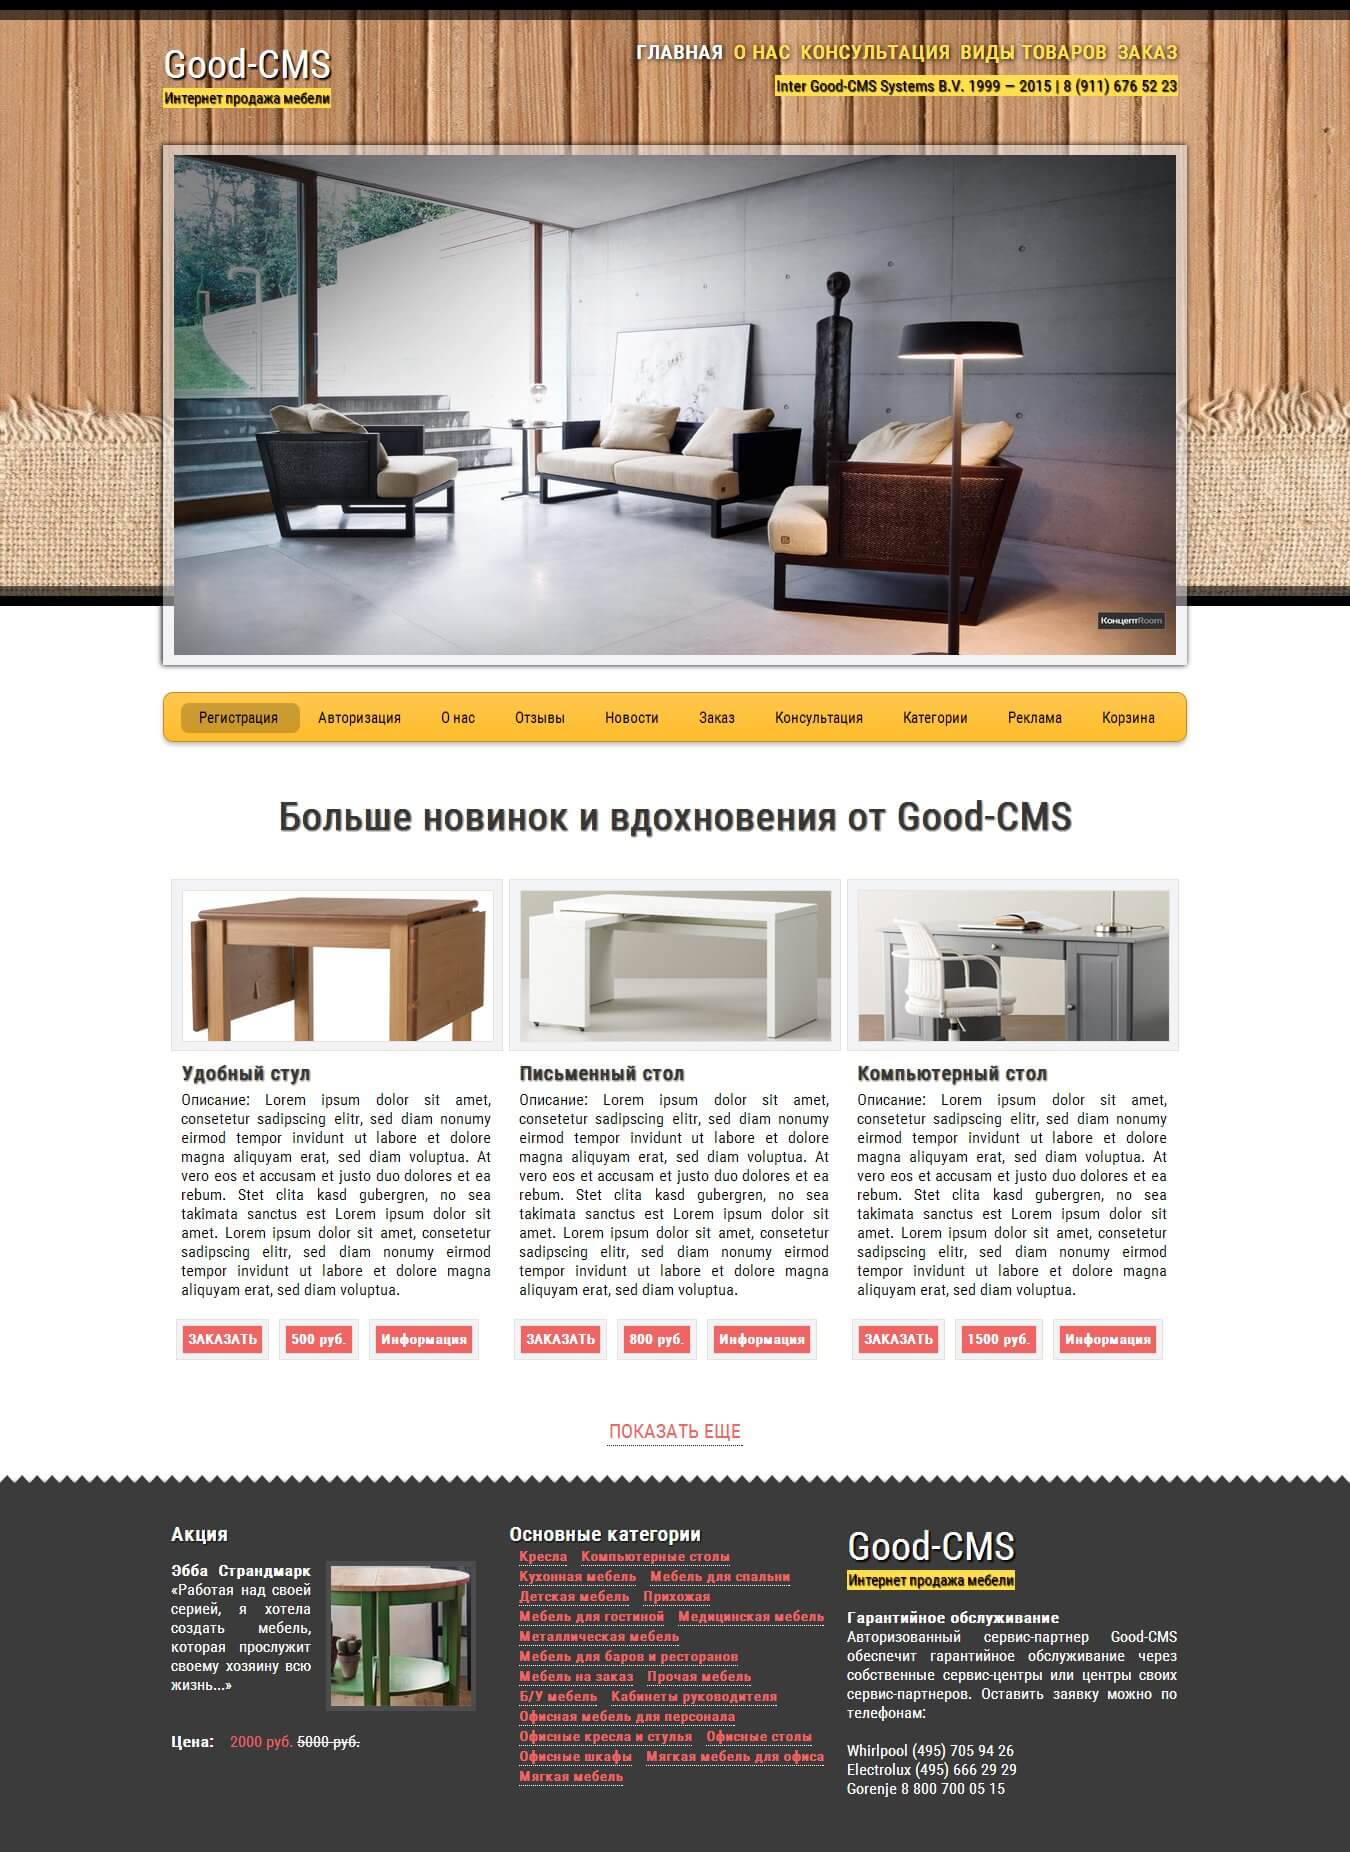 Good-CMS
Интернет продажа мебели
ГЛАВНАЯ О НАС КОНСУЛЬТАЦИЯ ВИДЫ ТОВАРОВ ЗАКАЗ
Inter Good-CMS Systems B.V. 1999 — 2015 | 8 (911) 676 52 23
КонцептRoom
Регистрация Авторизация О нас Отзывы Новости Заказ Консультация Категории Реклама Корзина
Больше новинок и вдохновения от Good-CMS
Удобный стул
Описание: Lorem ipsum dolor sit amet,
consetetur sadipscing elitr, sed diam nonumy
eirmod tempor invidunt ut labore et dolore
magna aliquyam erat, sed diam voluptua. At
vero eos et accusam et justo duo dolores et ea
rebum. Stet clita kasd gubergren, no sea
takimata sanctus est Lorem ipsum dolor sit
amet. Lorem ipsum dolor sit amet, consetetur
sadipscing elitr, sed diam nonumy eirmod
tempor invidunt ut labore et dolore magna
aliquyam erat, sed diam voluptua.
ЗАКАЗАТЬ 500 руб. Информация
Письменный стол
Описание: Lorem ipsum dolor sit amet,
consetetur sadipscing elitr, sed diam nonumy
eirmod tempor invidunt ut labore et dolore
magna aliquyam erat, sed diam voluptua. At
vero eos et accusam et justo duo dolores et ea
rebum. Stet clita kasd gubergren, no sea
takimata sanctus est Lorem ipsum dolor sit
amet. Lorem ipsum dolor sit amet, consetetur
sadipscing elitr, sed diam nonumy eirmod
tempor invidunt ut labore et dolore magna
aliquyam erat, sed diam voluptua.
ЗАКАЗАТЬ 800 руб. Информация
Компьютерный стол
Описание: Lorem ipsum dolor sit amet,
consetetur sadipscing elitr, sed diam nonumy
eirmod tempor invidunt ut labore et dolore
magna aliquyam erat, sed diam voluptua. At
vero eos et accusam et justo duo dolores et ea
rebum. Stet clita kasd gubergren, no sea
takimata sanctus est Lorem ipsum dolor sit
amet. Lorem ipsum dolor sit amet, consetetur
sadipscing elitr, sed diam nonumy eirmod
tempor invidunt ut labore et dolore magna
aliquyam erat, sed diam voluptua.
ЗАКАЗАТЬ 1500 руб. Информация
ПОКАЗАТЬ ЕЩЕ
Акция
Эбба Страндмарк
«Работая над своей
серией, я хотела
создать мебель,
которая прослужит
своему хозяину всю
жизнь...»
Цена: 2000 руб. 5000 руб.
Основные категории
Кресла Компьютерные столы
Кухонная мебель Мебель для спальни
Детская мебель Прихожая
Мебель для гостиной Медицинская мебель
Металлическая мебель
Мебель для баров и ресторанов
Мебель на заказ Прочая мебель
Б/У мебель Кабинеты руководителя
Офисная мебель для персонала
Офисные кресла и стулья Офисные столы
Офисные шкафы Мягкая мебель для офиса
Мягкая мебель
Good-CMS
Интернет продажа мебели
Гарантийное обслуживание
Авторизованный сервис-партнер Good-CMS
обеспечит гарантийное обслуживание через
собственные сервис-центры или центры своих
сервис-партнеров. Оставить заявку можно по
телефонам:
Whirlpool (495) 705 94 26
Electrolux (495) 666 29 29
Gorenje 8 800 700 05 15